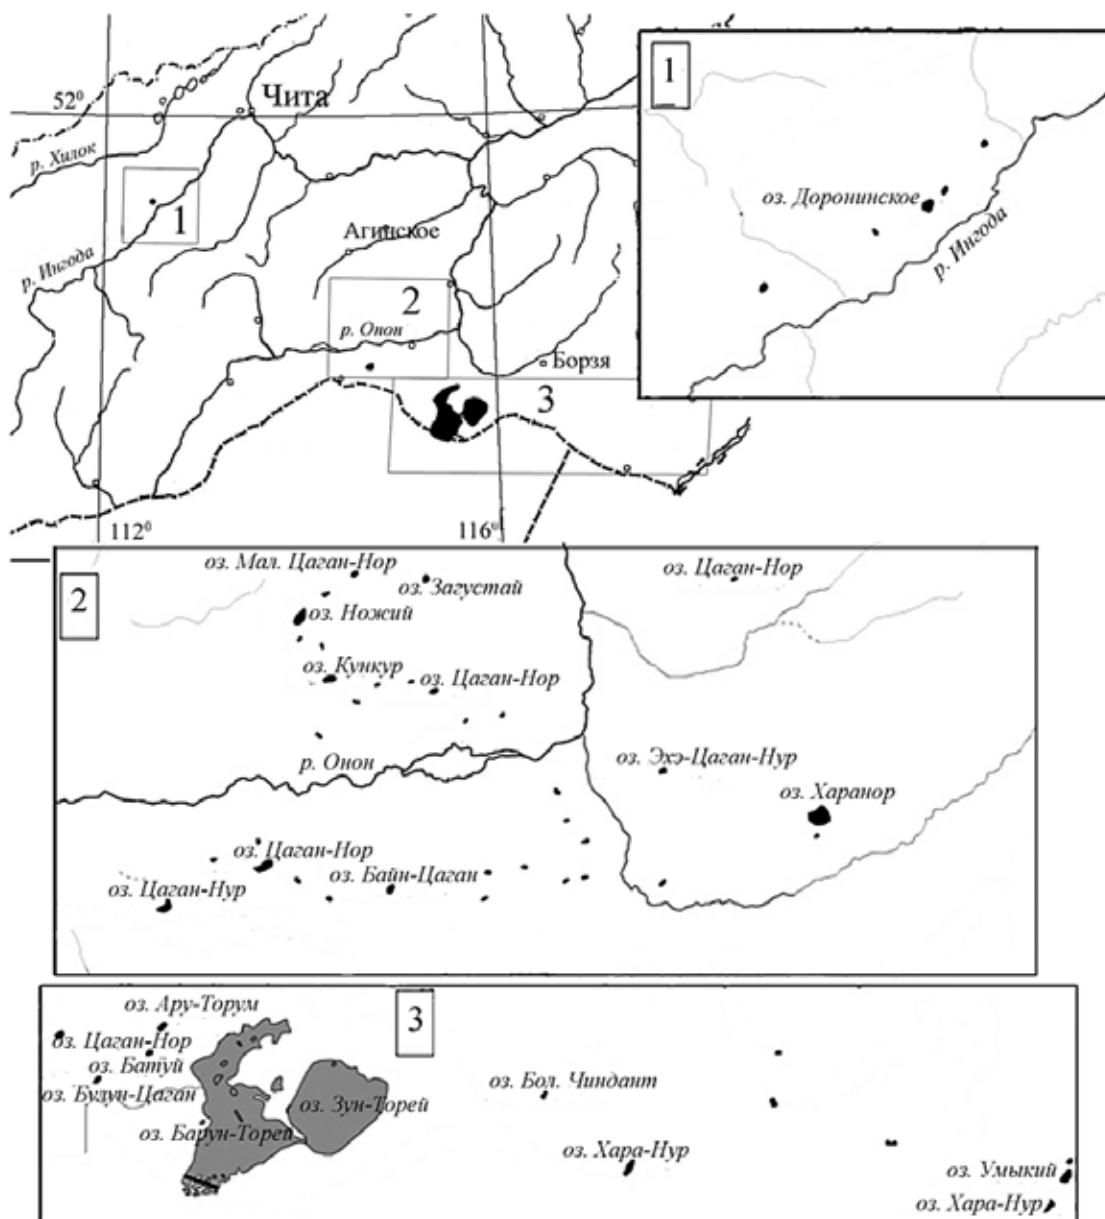 52⁰
Чита
р. Хилок
1
р. Ингода
Агинское
2
р. Онон
Борзя
3
112⁰
116⁰
1
оз. Доронинское
р. Ингода
2
оз. Мал. Цаган-Нор
оз. Загустай
оз. Цаган-Нор
оз. Ножий
оз. Кункур
оз. Цаган-Нор
р. Онон
оз. Эхэ-Цаган-Нур
оз. Харанор
оз. Цаган-Нор
оз. Байн-Цаган
оз. Цаган-Нур
3
оз. Ару-Торум
оз. Цаган-Нор
оз. Батуй
оз. Булун-Цаган
оз. Зун-Торей
оз. Барун-Торей
оз. Бол. Чиндант
оз. Хара-Нур
оз. Умыкий
оз. Хара-Нур